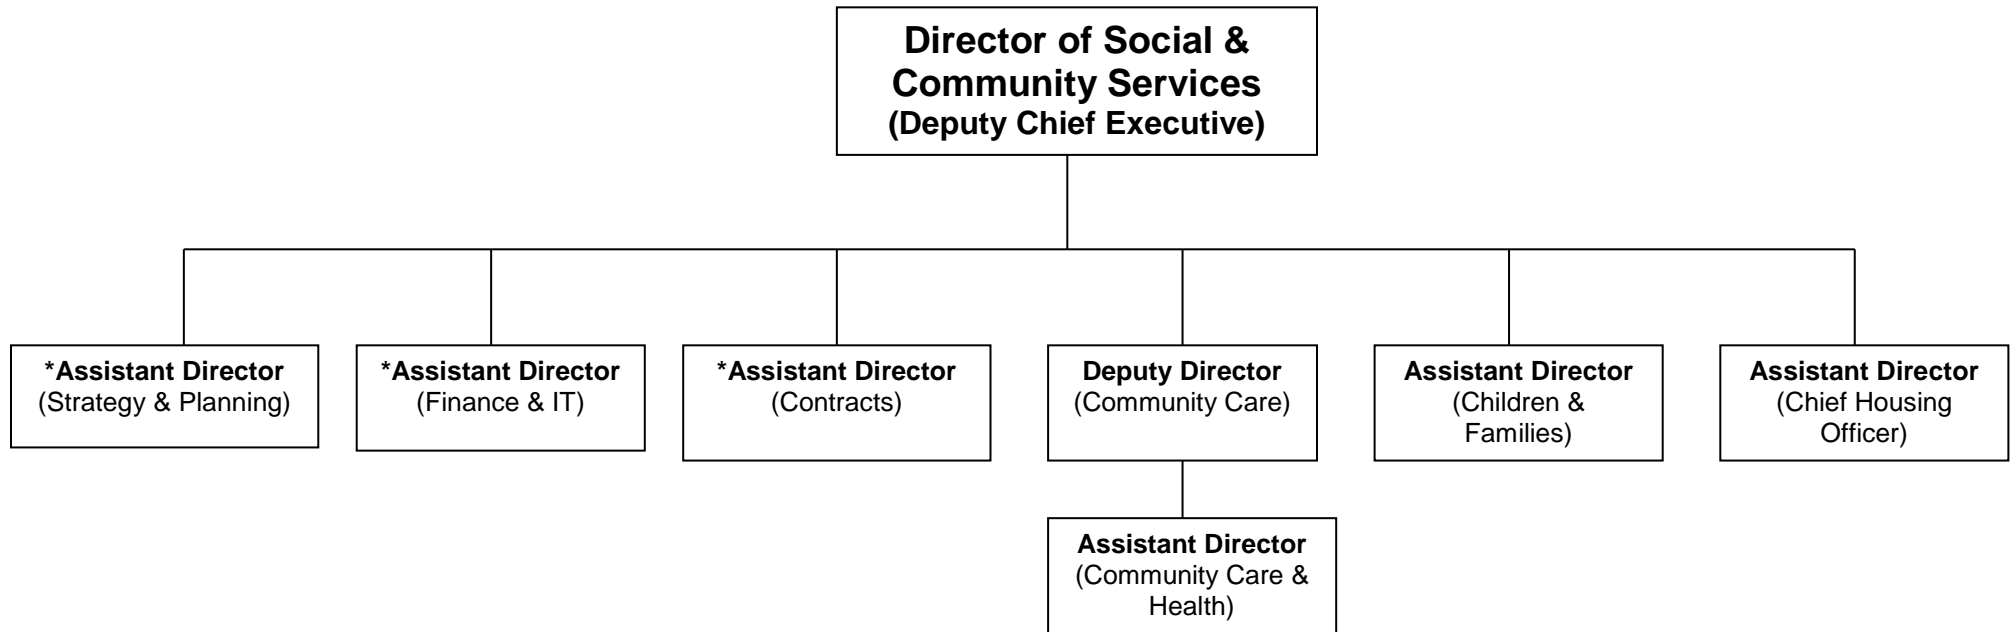 Director of Social &
Community Services
(Deputy Chief Executive)
*Assistant Director
(Strategy & Planning)
*Assistant Director
(Finance & IT)
*Assistant Director
(Contracts)
Deputy Director
(Community Care)
Assistant Director
(Children &
Families)
Assistant Director
(Chief Housing
Officer)
Assistant Director
(Community Care &
Health)